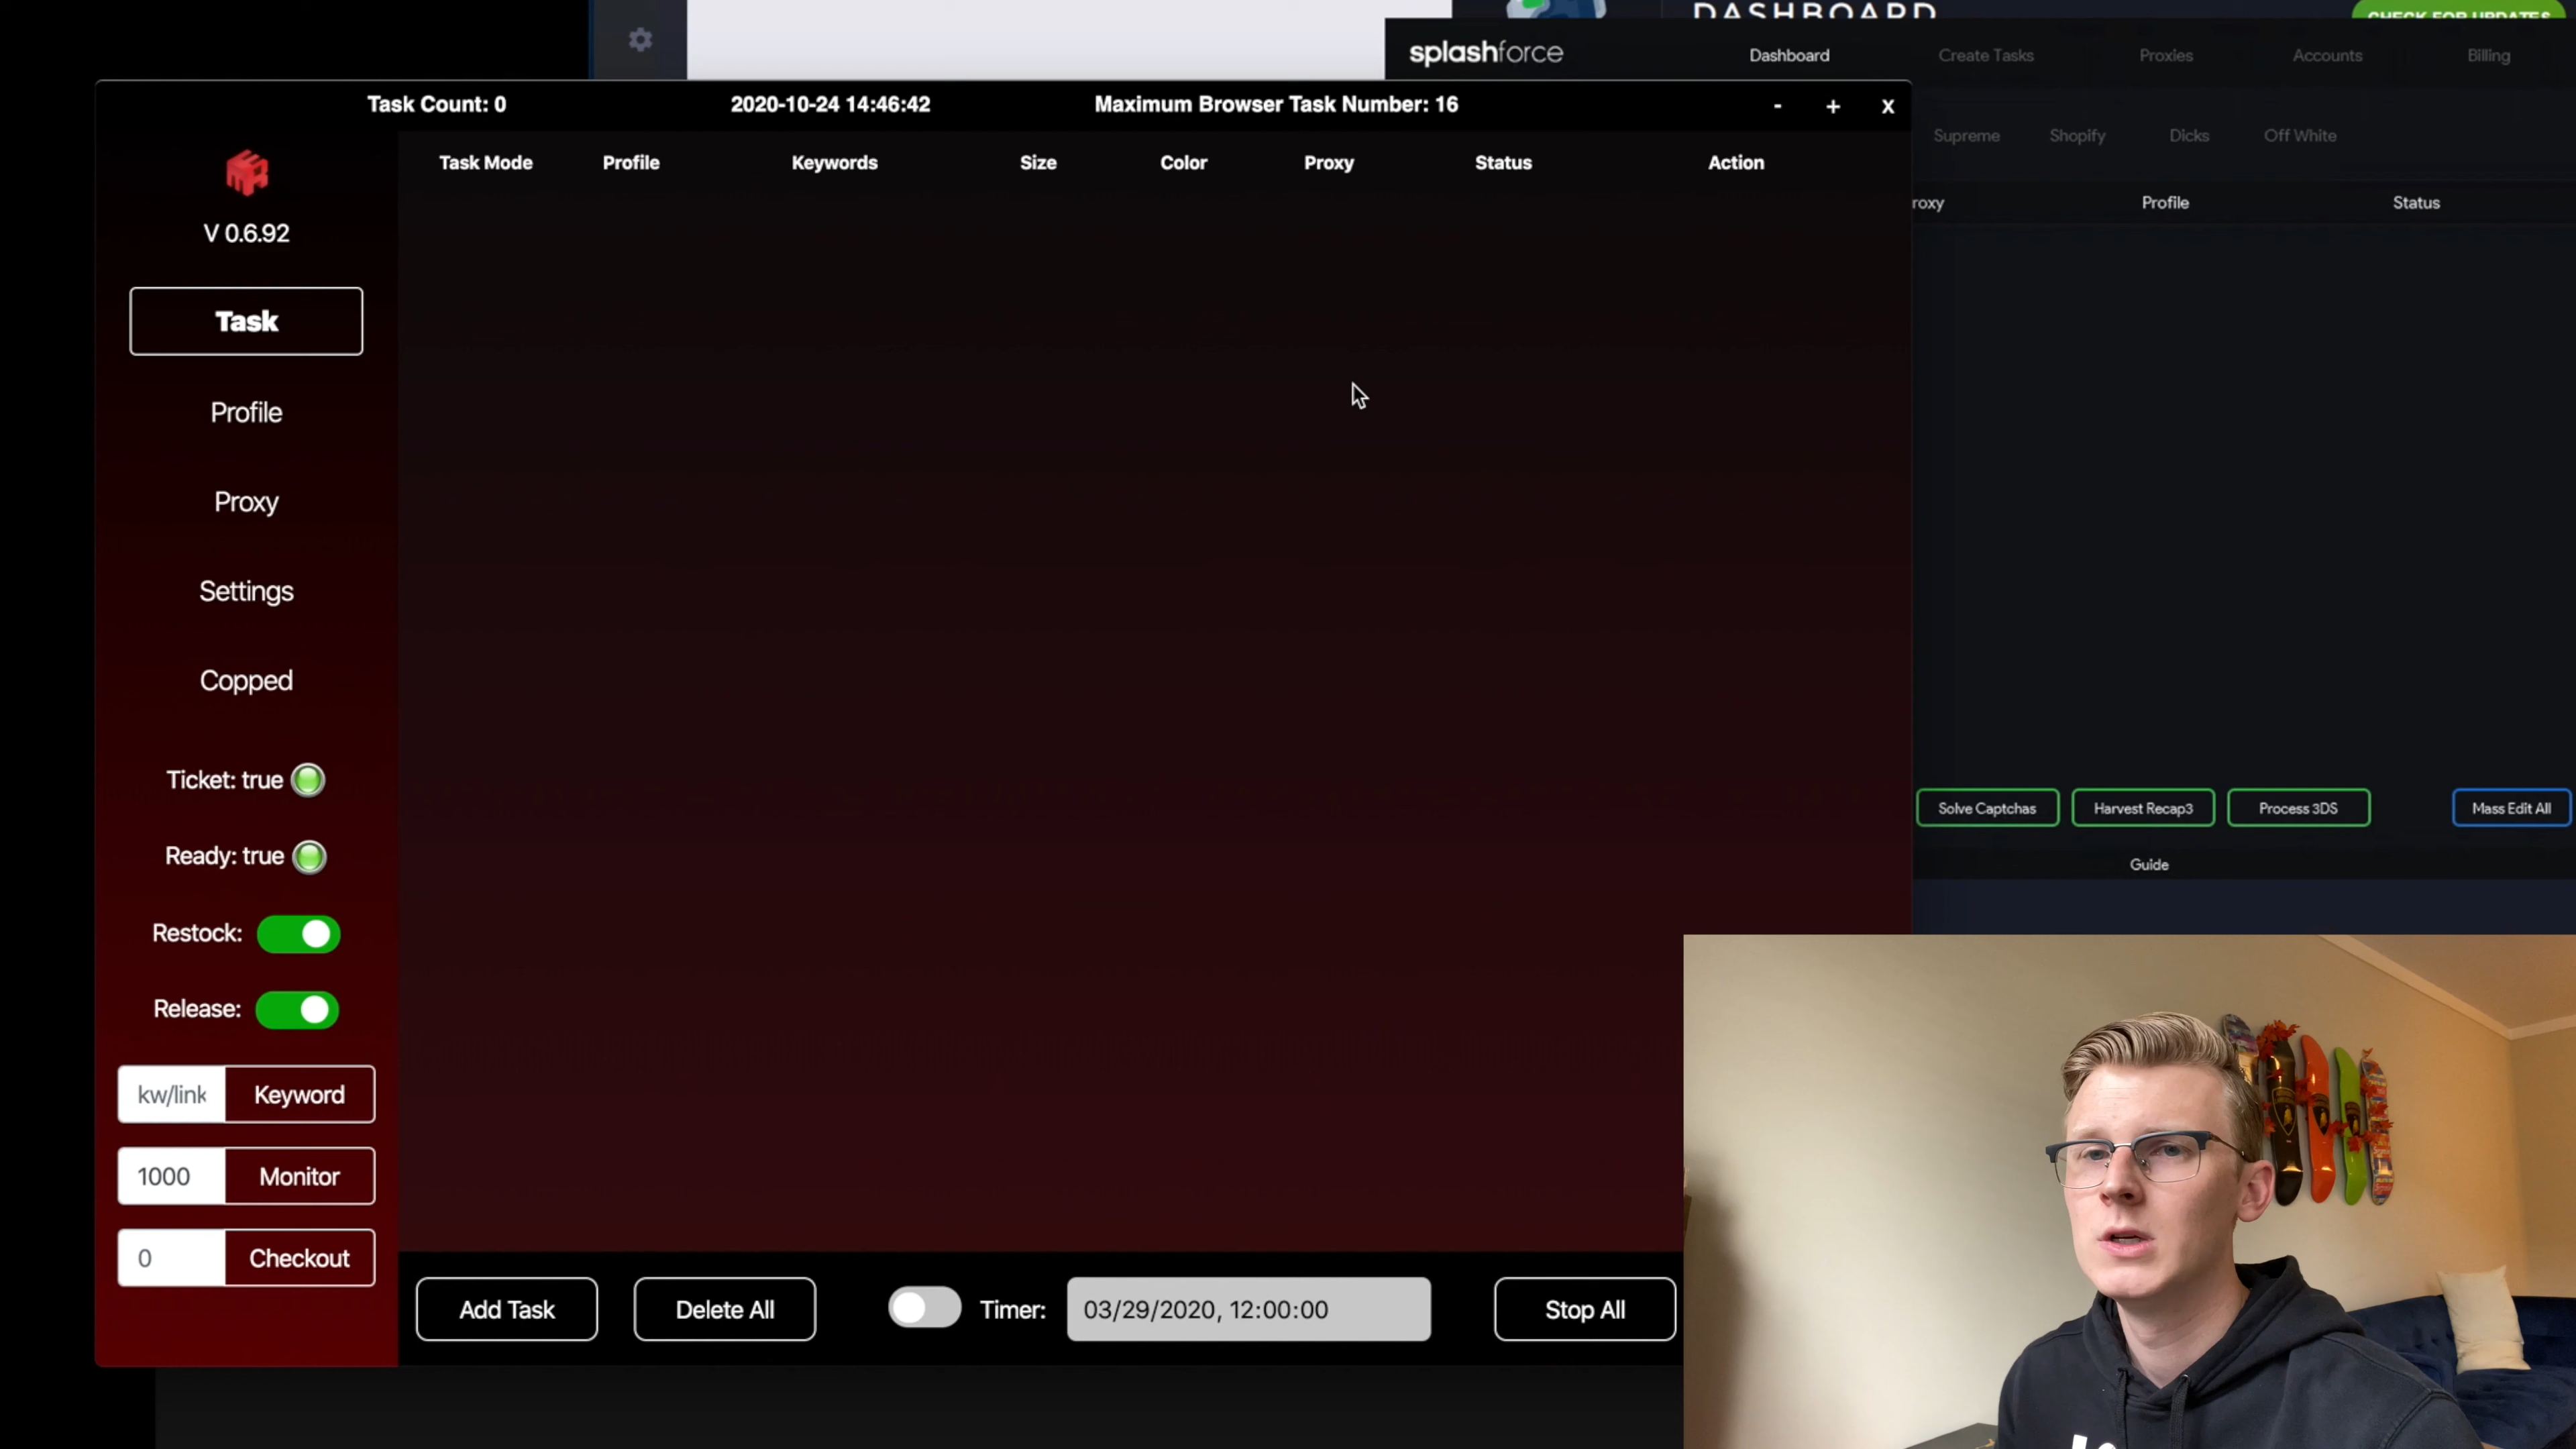 DASHBOARD
CHECK FOR UPDATES
splashforce
Dashboard
Create Tasks
Proxies
Accounts
Billing
Task Count: 0
2020-10-24 14:46:42
Maximum Browser Task Number: 16
-
+
x
Supreme
Shopify
Dicks
Off White
Task Mode
Profile
Keywords
Size
Color
Proxy
Status
Action
roxy
Profile
Status
V 0.6.92
Task
Profile
Proxy
Settings
Copped
Ticket: true
Ready: true
Restock:
Release:
kw/link
Keyword
1000
Monitor
0
Checkout
Solve Captchas
Harvest Recap3
Process 3DS
Mass Edit All
Guide
Add Task
Delete All
Timer:
03/29/2020, 12:00:00
Stop All